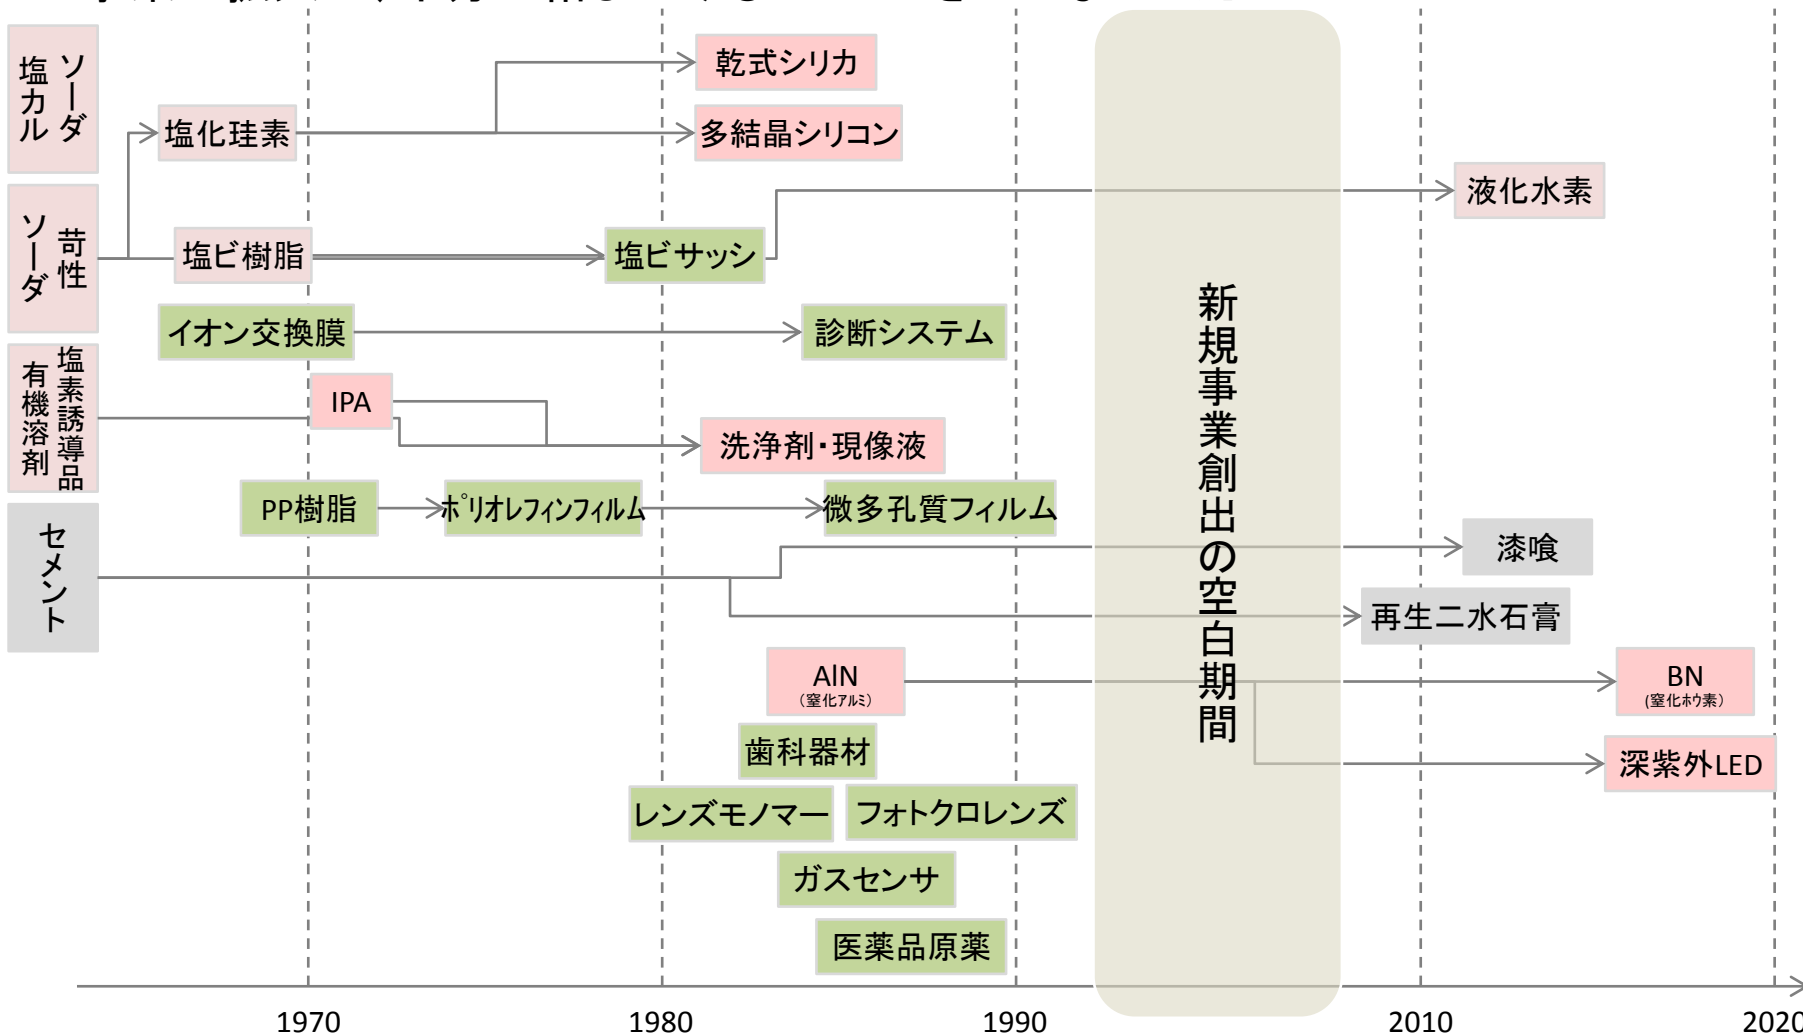 ソーダ
塩カル
乾式シリカ
塩化珪素
多結晶シリコン
液化水素
苛性
ソーダ
塩ビ樹脂
塩ビサッシ
イオン交換膜
診断システム
塩素誘導品
有機溶剤
IPA
洗浄剤・現像液
PP樹脂
ﾎﾟﾘｵﾚﾌｨﾝﾌｨﾙﾑ
微多孔質フィルム
セメント
漆喰
再生二水石膏
新規事業創出の空白期間
AlN
（窒化ｱﾙﾐ）
BN
(窒化ﾎｳ素）
歯科器材
深紫外LED
レンズモノマー
フォトクロレンズ
ガスセンサ
医薬品原薬
1970
1980
1990
2010
2020